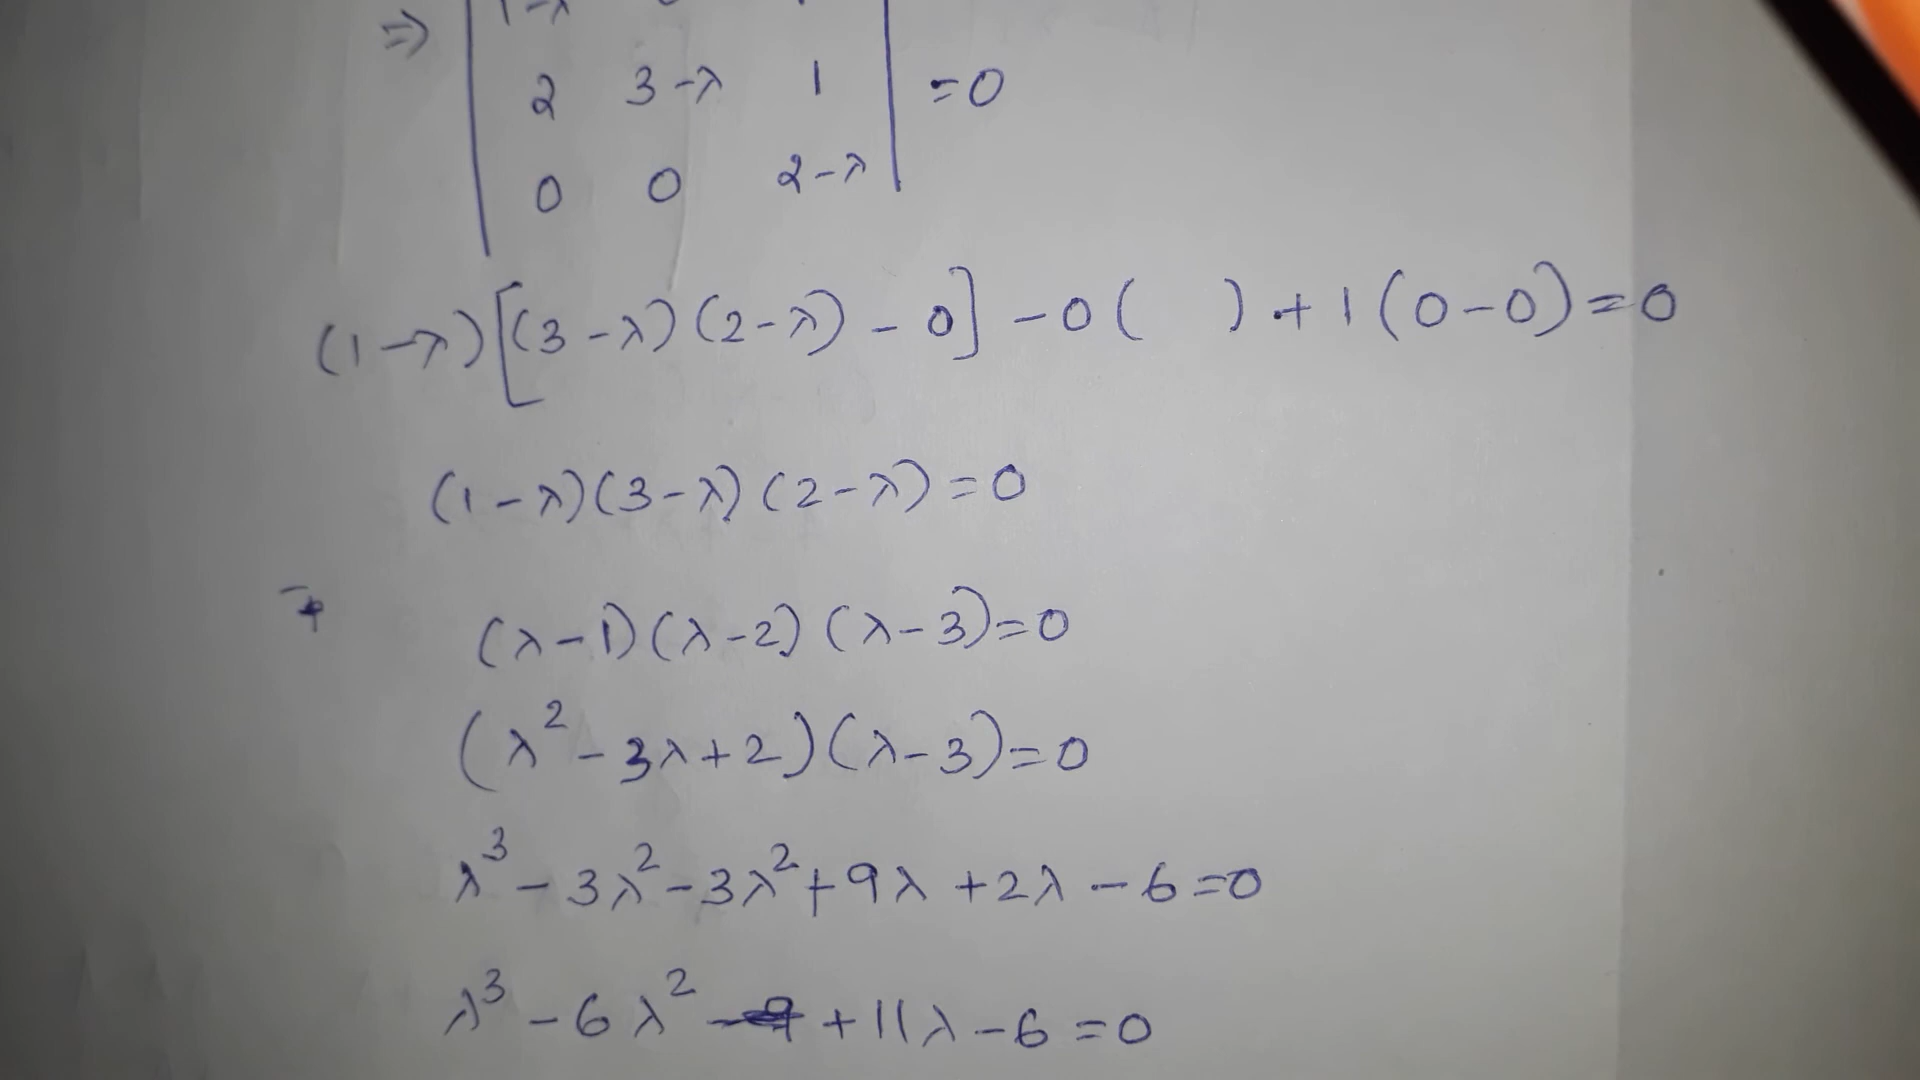 ⇒ | 1-λ
2 3-λ 1 | =0
0 0 2-λ |
(1-λ)[(3-λ)(2-λ)-0] -0( )+1(0-0)=0
(1-λ)(3-λ)(2-λ)=0
(λ-1)(λ-2)(λ-3)=0
(λ²-3λ+2)(λ-3)=0
λ³-3λ²-3λ²+9λ+2λ-6=0
λ³-6λ²+11λ-6=0